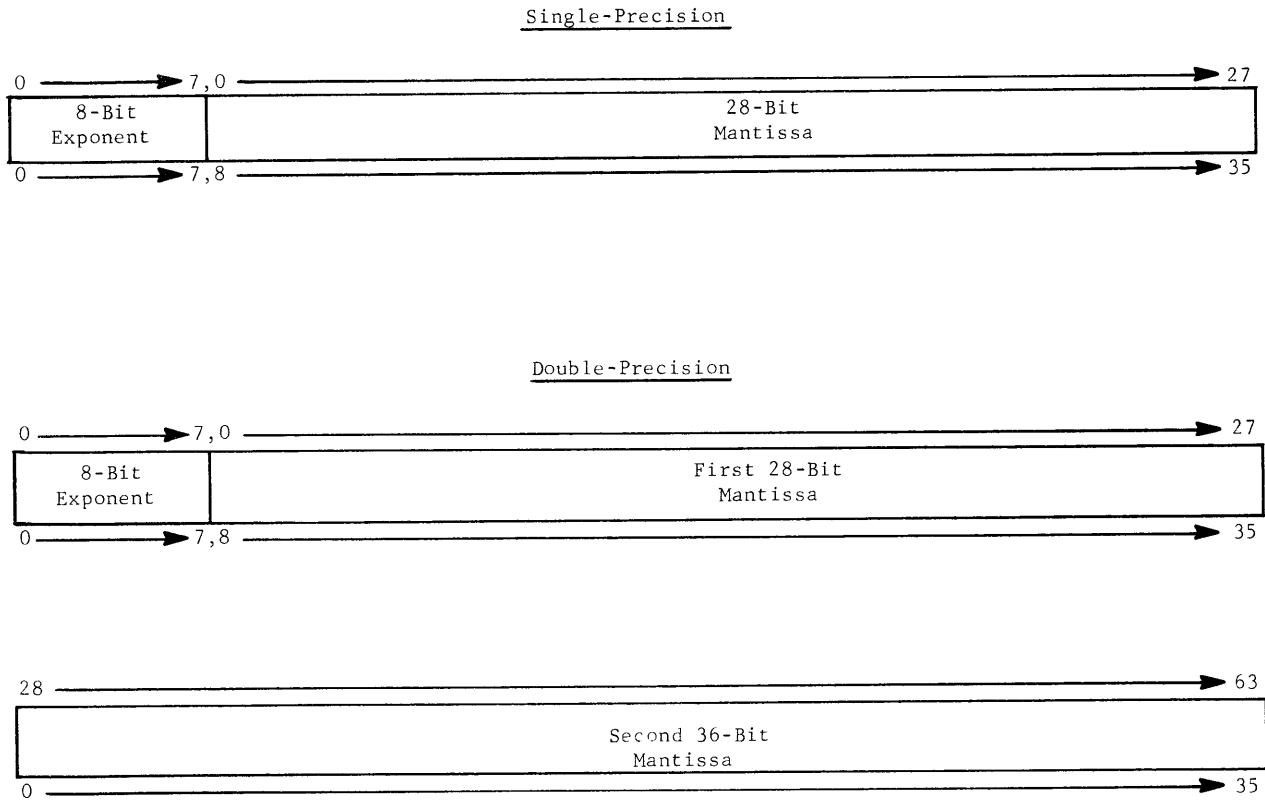 Single-Precision
0 7,0 27
8-Bit 28-Bit
Exponent Mantissa
0 7,8 35
Double-Precision
0 7,0 27
8-Bit First 28-Bit
Exponent Mantissa
0 7,8 35
28 63
Second 36-Bit
Mantissa
0 35